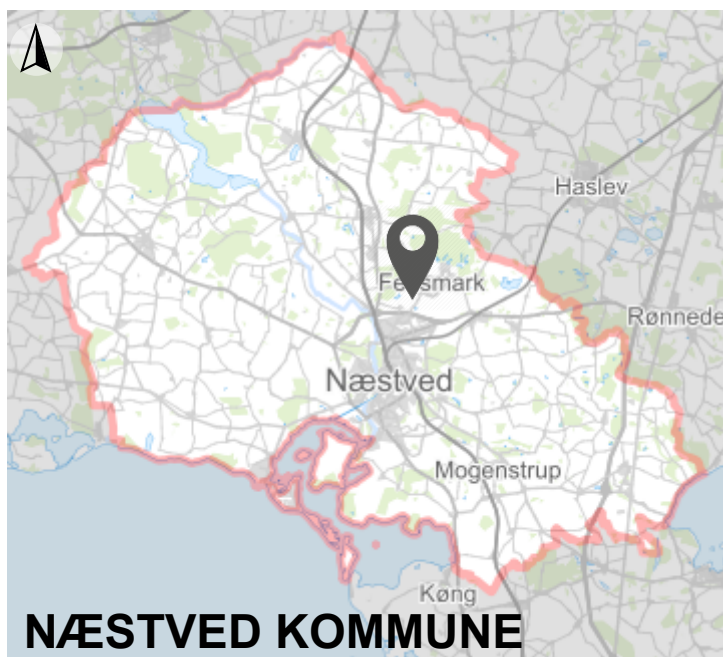 Haslev
Fensmark
Rønnede
Næstved
Mogenstrup
Køng
NÆSTVED KOMMUNE